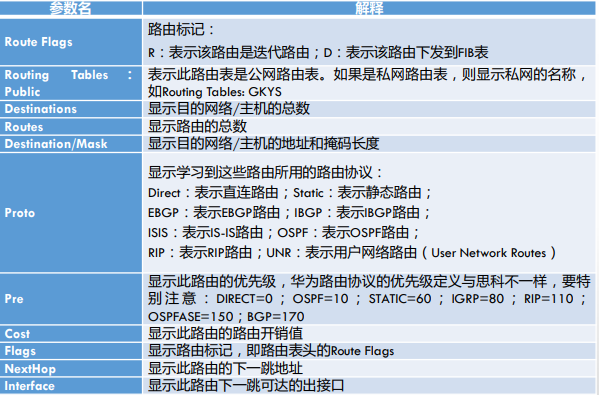 参数名 解释
Route Flags 路由标记：
R：表示该路由是迭代路由；D：表示该路由下发到FIB表
Routing Tables： 表示此路由表是公网路由表。如果是私网路由表，则显示私网的名称，
Public 如Routing Tables: GKYS
Destinations 显示目的网络/主机的总数
Routes 显示路由的总数
Destination/Mask 显示目的网络/主机的地址和掩码长度
Proto 显示学习到这些路由所用的路由协议：
Direct：表示直连路由；Static：表示静态路由；
EBGP：表示EBGP路由；IBGP：表示IBGP路由；
ISIS：表示IS-IS路由；OSPF：表示OSPF路由；
RIP：表示RIP路由；UNR：表示用户网络路由（User Network Routes）
Pre 显示此路由的优先级，华为路由协议的优先级定义与思科不一样，要特
别注意：DIRECT=0；OSPF=10；STATIC=60；IGRP=80；RIP=110；
OSPFASE=150；BGP=170
Cost 显示此路由的路由开销值
Flags 显示路由标记，即路由表头的Route Flags
NextHop 显示此路由的下一跳地址
Interface 显示此路由下一跳可达的出接口